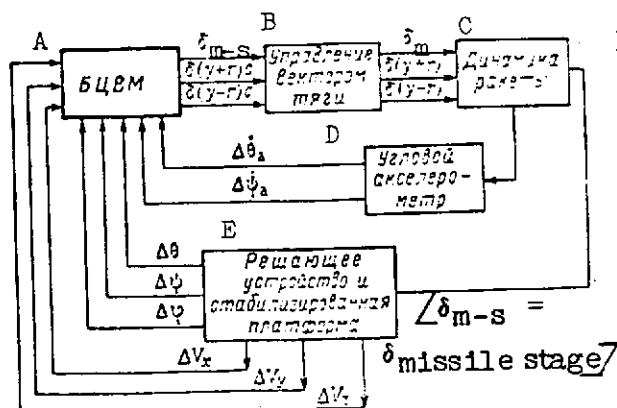 A
B
C
БЦВМ
δm-s
δ(y+r)c
δ(y-r)c
Управление
вектором
тяги
δm
δ(y+r)
δ(y-r)
Динамика
ракеты
D
Δθ̇a
Δψ̇a
Угловой
акселеро-
метр
E
Δθ
Δψ
Δφ
Решающее
устройство и
стабилизированная
платформа
ΔVx
ΔVy
ΔVz
/δm-s =
δmissile stage/